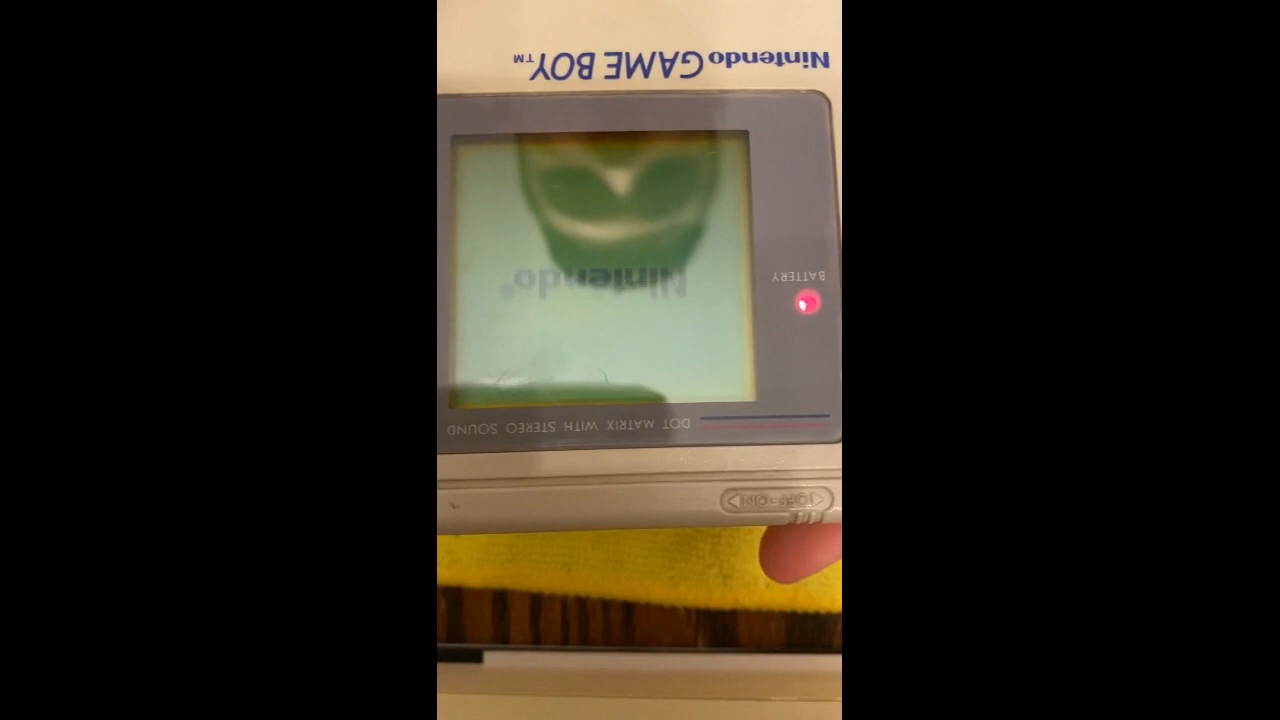 OFF•ON
DOT MATRIX WITH STEREO SOUND
BATTERY
Nintendo®
Nintendo GAME BOY™